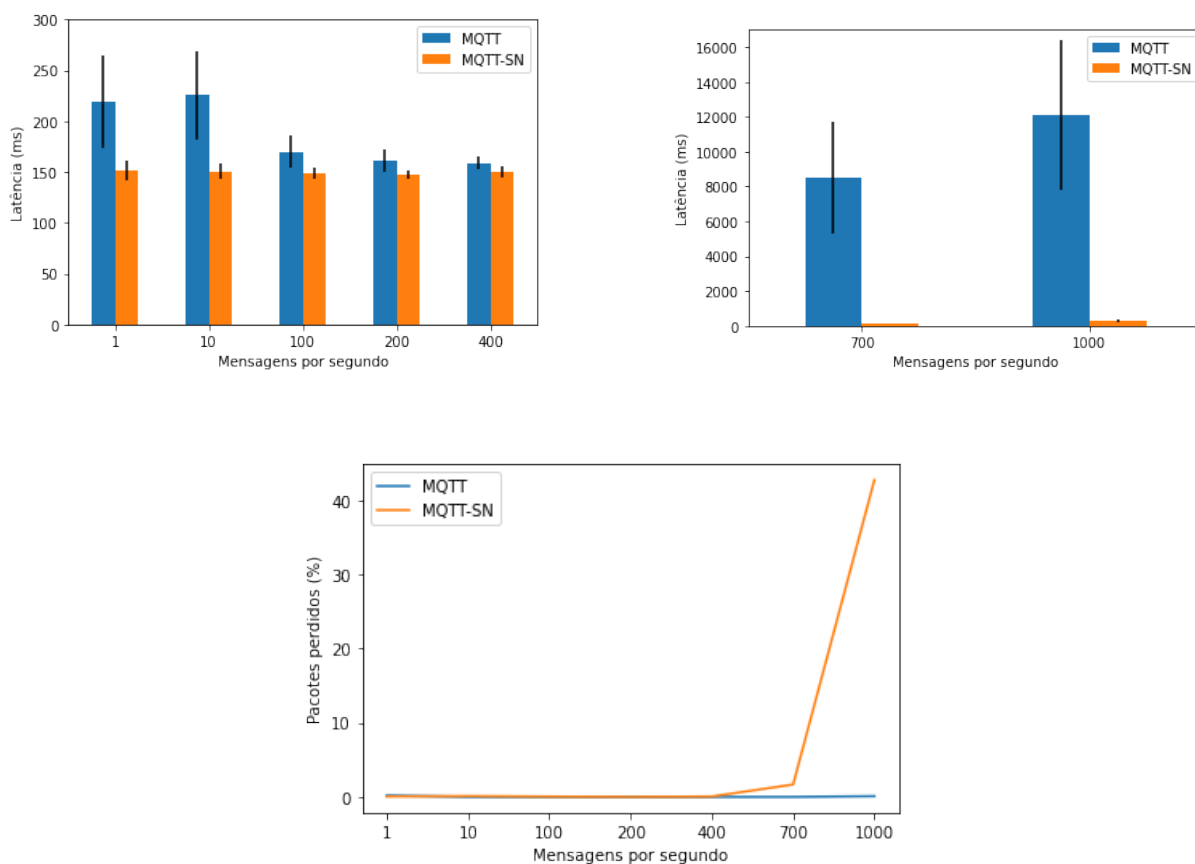 300
250
200
150
100
50
0
Latência (ms)
MQTT
MQTT-SN
1 10 100 200 400
Mensagens por segundo
16000
14000
12000
10000
8000
6000
4000
2000
0
Latência (ms)
MQTT
MQTT-SN
700 1000
Mensagens por segundo
40
30
20
10
0
Pacotes perdidos (%)
MQTT
MQTT-SN
1 10 100 200 400 700 1000
Mensagens por segundo